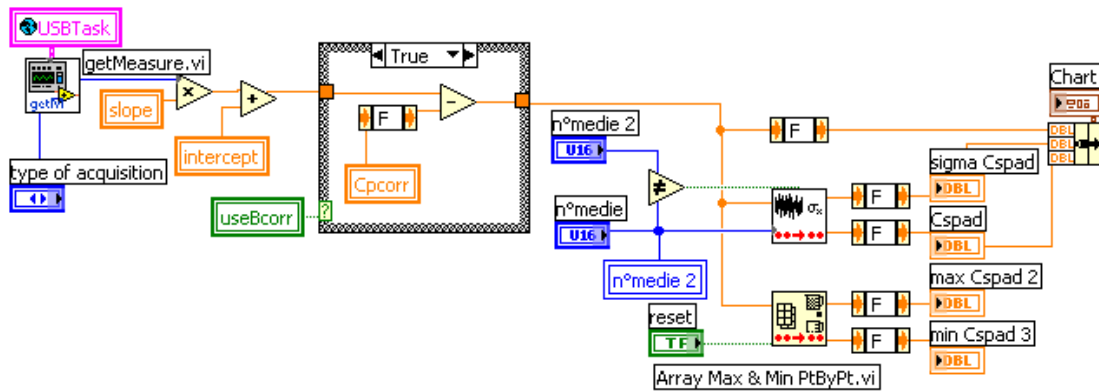 USBTask
getMeasure.vi
getM
slope
intercept
type of acquisition
True
F
Cpcorr
useBcorr
?
n°medie 2
U16
n°medie
U16
n°medie 2
reset
TF
Array Max & Min PtByPt.vi
σx
F
F
F
F
F
Chart
DBL
DBL
DBL
sigma Cspad
DBL
Cspad
DBL
max Cspad 2
DBL
min Cspad 3
DBL